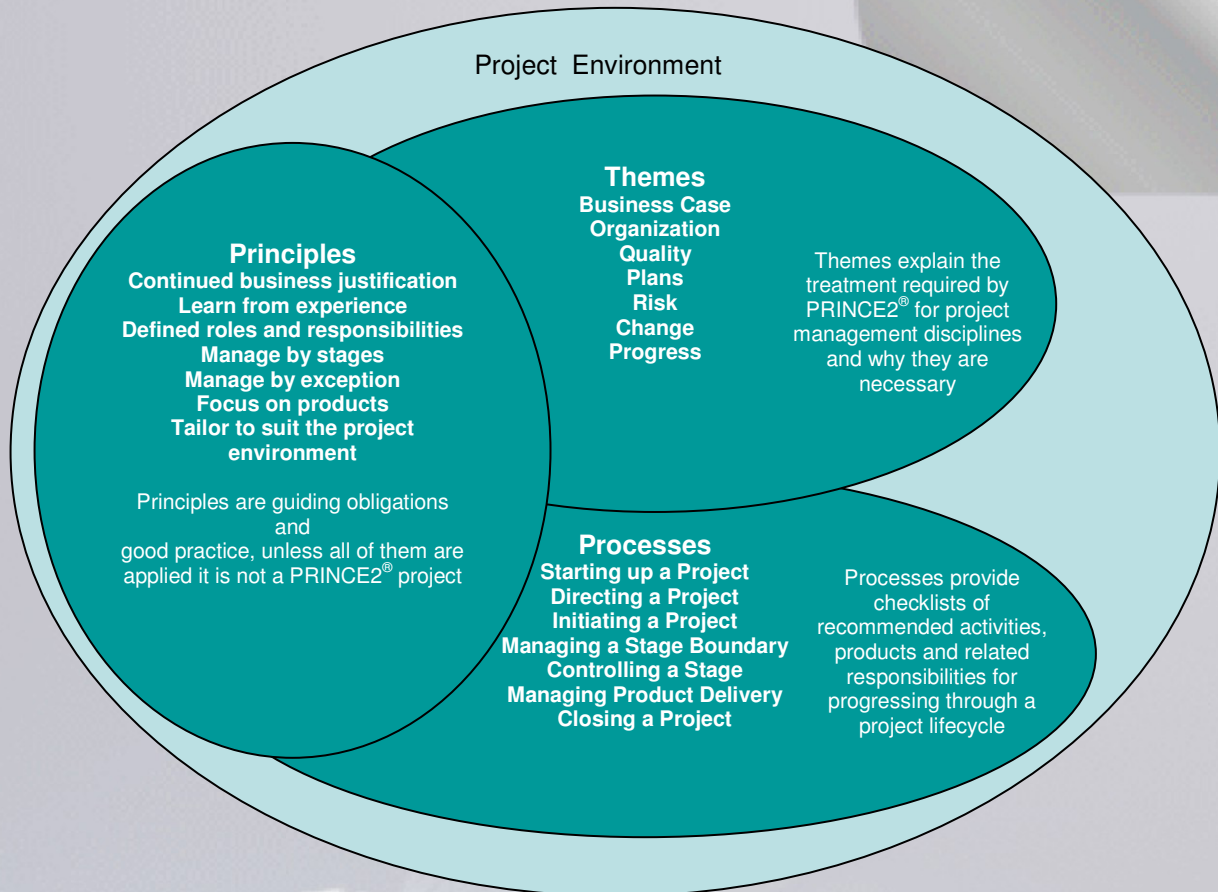 Project Environment
Principles
Continued business justification
Learn from experience
Defined roles and responsibilities
Manage by stages
Manage by exception
Focus on products
Tailor to suit the project
environment
Principles are guiding obligations
and
good practice, unless all of them are
applied it is not a PRINCE2® project
Themes
Business Case
Organization
Quality
Plans
Risk
Change
Progress
Themes explain the
treatment required by
PRINCE2® for project
management disciplines
and why they are
necessary
Processes
Starting up a Project
Directing a Project
Initiating a Project
Managing a Stage Boundary
Controlling a Stage
Managing Product Delivery
Closing a Project
Processes provide
checklists of
recommended activities,
products and related
responsibilities for
progressing through a
project lifecycle